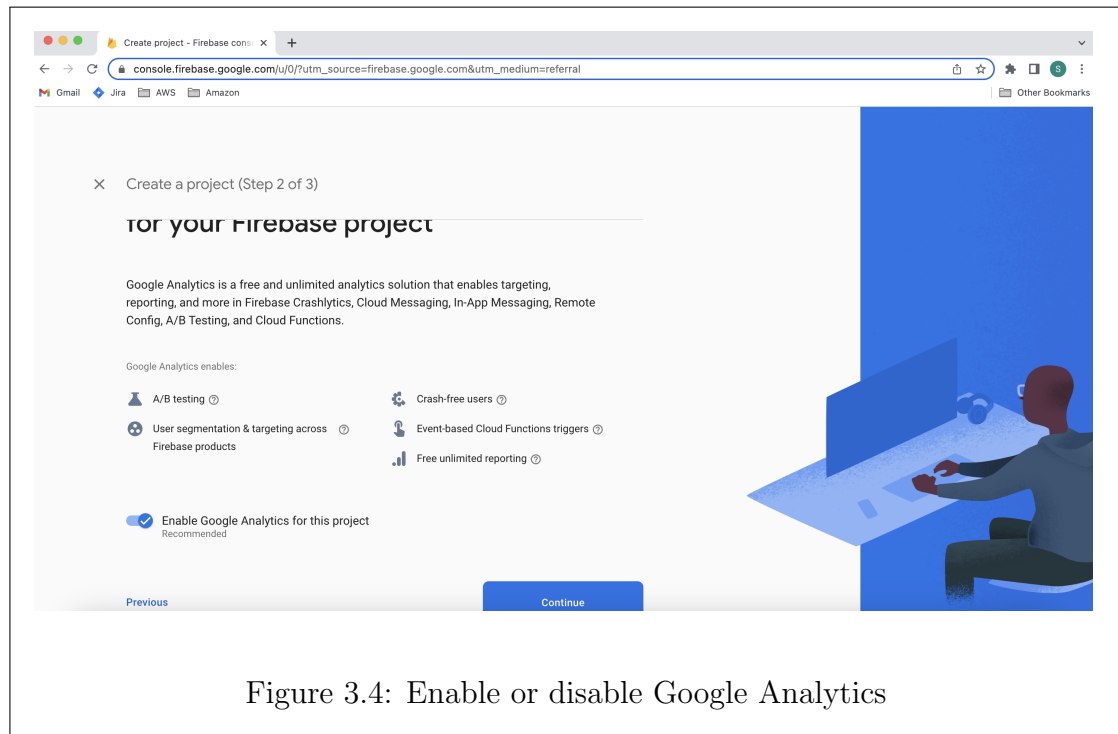 Create project - Firebase cons
console.firebase.google.com/u/0/?utm_source=firebase.google.com&utm_medium=referral
S
Gmail
Jira
AWS
Amazon
Other Bookmarks
Create a project (Step 2 of 3)
for your Firebase project
Google Analytics is a free and unlimited analytics solution that enables targeting,
reporting, and more in Firebase Crashlytics, Cloud Messaging, In-App Messaging, Remote
Config, A/B Testing, and Cloud Functions.
Google Analytics enables:
A/B testing
Crash-free users
User segmentation & targeting across
Firebase products
Event-based Cloud Functions triggers
Free unlimited reporting
Enable Google Analytics for this project
Recommended
Previous
Continue
Figure 3.4: Enable or disable Google Analytics